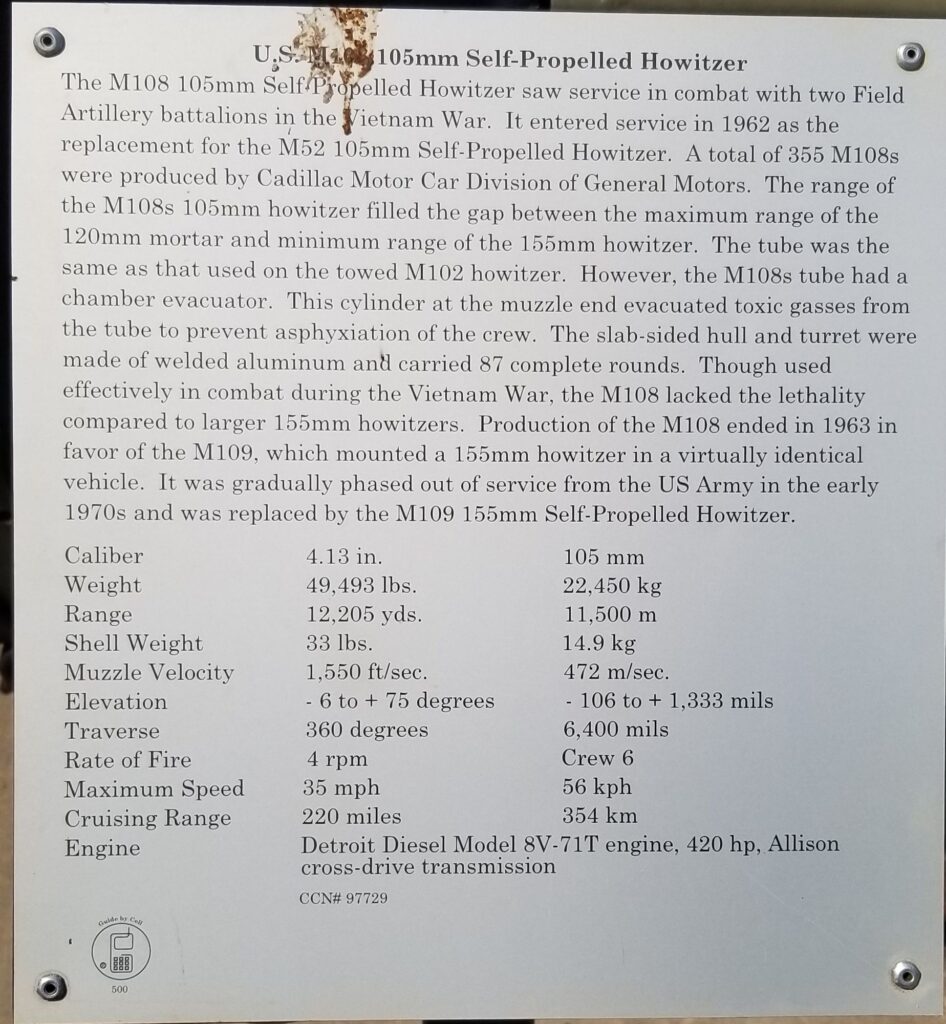 U.S. M108 105mm Self-Propelled Howitzer
The M108 105mm Self-Propelled Howitzer saw service in combat with two Field
Artillery battalions in the Vietnam War. It entered service in 1962 as the
replacement for the M52 105mm Self-Propelled Howitzer. A total of 355 M108s
were produced by Cadillac Motor Car Division of General Motors. The range of
the M108s 105mm howitzer filled the gap between the maximum range of the
120mm mortar and minimum range of the 155mm howitzer. The tube was the
same as that used on the towed M102 howitzer. However, the M108s tube had a
chamber evacuator. This cylinder at the muzzle end evacuated toxic gasses from
the tube to prevent asphyxiation of the crew. The slab-sided hull and turret were
made of welded aluminum and carried 87 complete rounds. Though used
effectively in combat during the Vietnam War, the M108 lacked the lethality
compared to larger 155mm howitzers. Production of the M108 ended in 1963 in
favor of the M109, which mounted a 155mm howitzer in a virtually identical
vehicle. It was gradually phased out of service from the US Army in the early
1970s and was replaced by the M109 155mm Self-Propelled Howitzer.
Caliber 4.13 in. 105 mm
Weight 49,493 lbs. 22,450 kg
Range 12,205 yds. 11,500 m
Shell Weight 33 lbs. 14.9 kg
Muzzle Velocity 1,550 ft/sec. 472 m/sec.
Elevation - 6 to + 75 degrees - 106 to + 1,333 mils
Traverse 360 degrees 6,400 mils
Rate of Fire 4 rpm Crew 6
Maximum Speed 35 mph 56 kph
Cruising Range 220 miles 354 km
Engine Detroit Diesel Model 8V-71T engine, 420 hp, Allison
cross-drive transmission
CCN# 97729
Guide by Cell
500